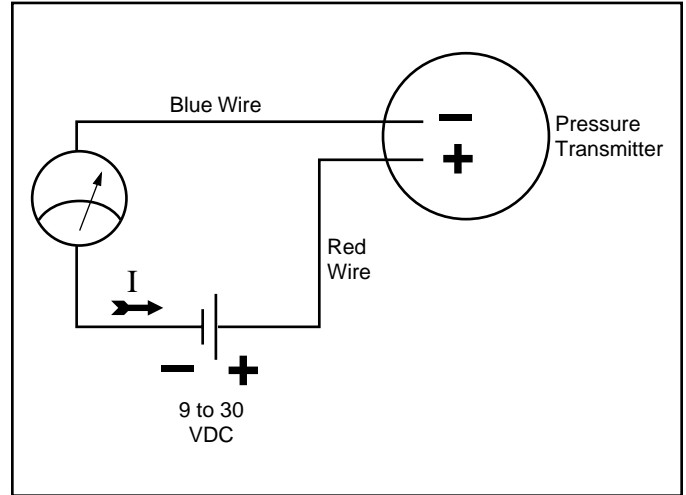 Blue Wire
−
+
Pressure
Transmitter
Red
Wire
I
− +
9 to 30
VDC